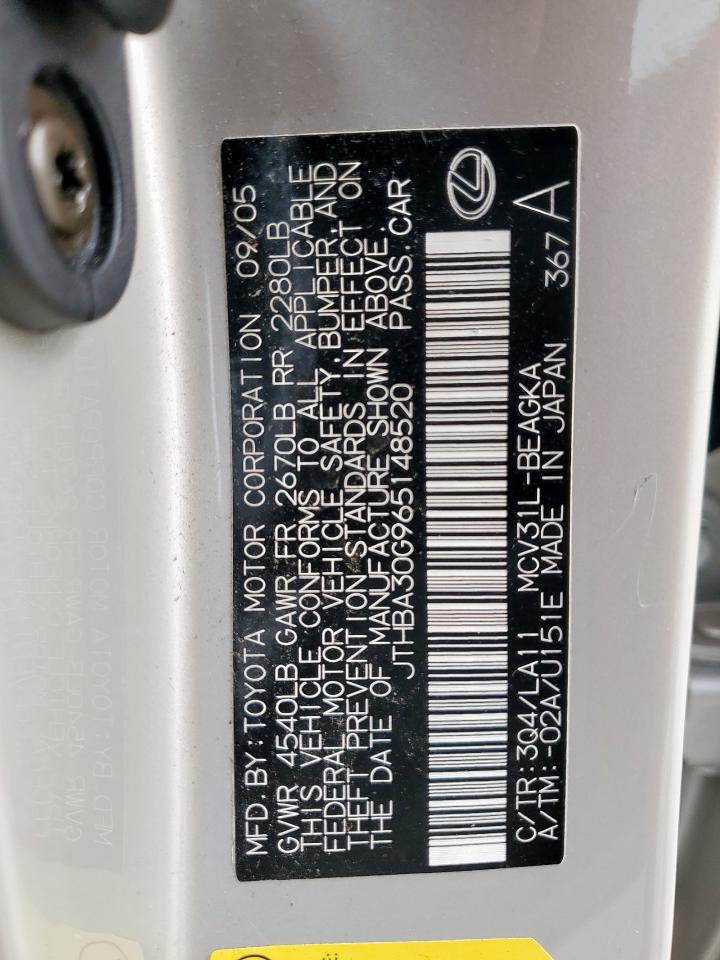 MFD.BY:TOYOTA MOTOR CORPORATION 09/05
GVWR 4540LB GAWR FR 2670LB RR 2280LB
THIS VEHICLE CONFORMS TO ALL APPLICABLE
FEDERAL MOTOR VEHICLE SAFETY,BUMPER,AND
THEFT PREVENTION STANDARDS IN EFFECT ON
THE DATE OF MANUFACTURE SHOWN ABOVE
JTHBA30G965148520 PASS.CAR
C/TR:3Q4/LA11 MCV31L-BEAGKA 367 A
A/TM:-02A/U151E MADE IN JAPAN